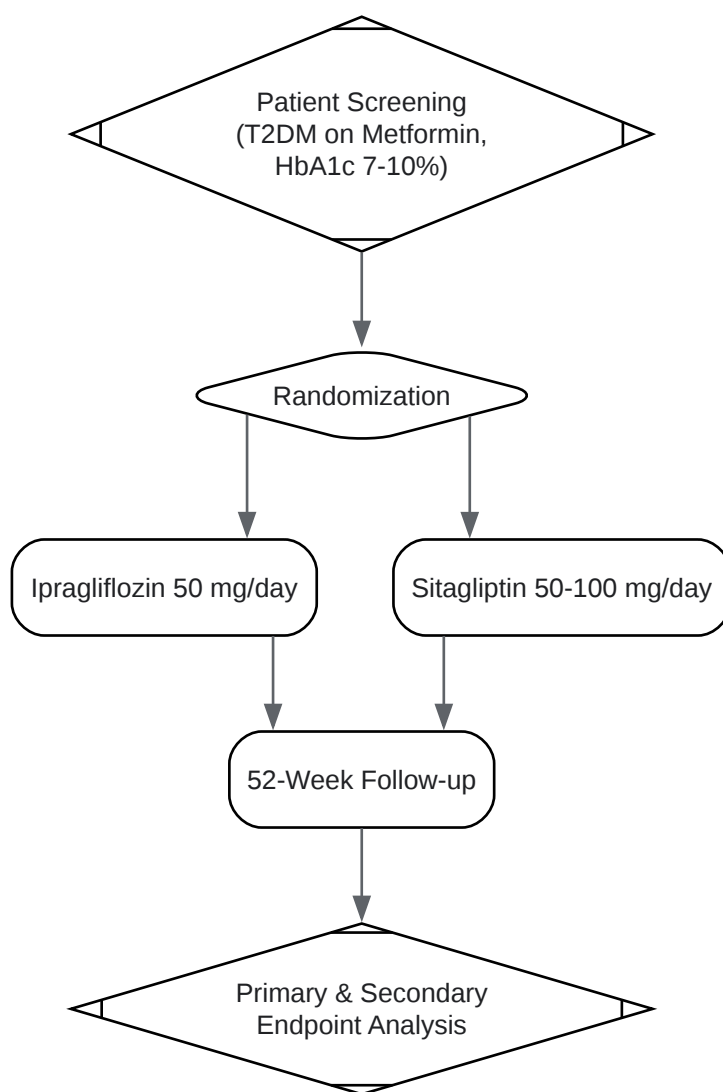 Patient Screening
(T2DM on Metformin,
HbA1c 7-10%)
Randomization
Ipragliflozin 50 mg/day
Sitagliptin 50-100 mg/day
52-Week Follow-up
Primary & Secondary
Endpoint Analysis